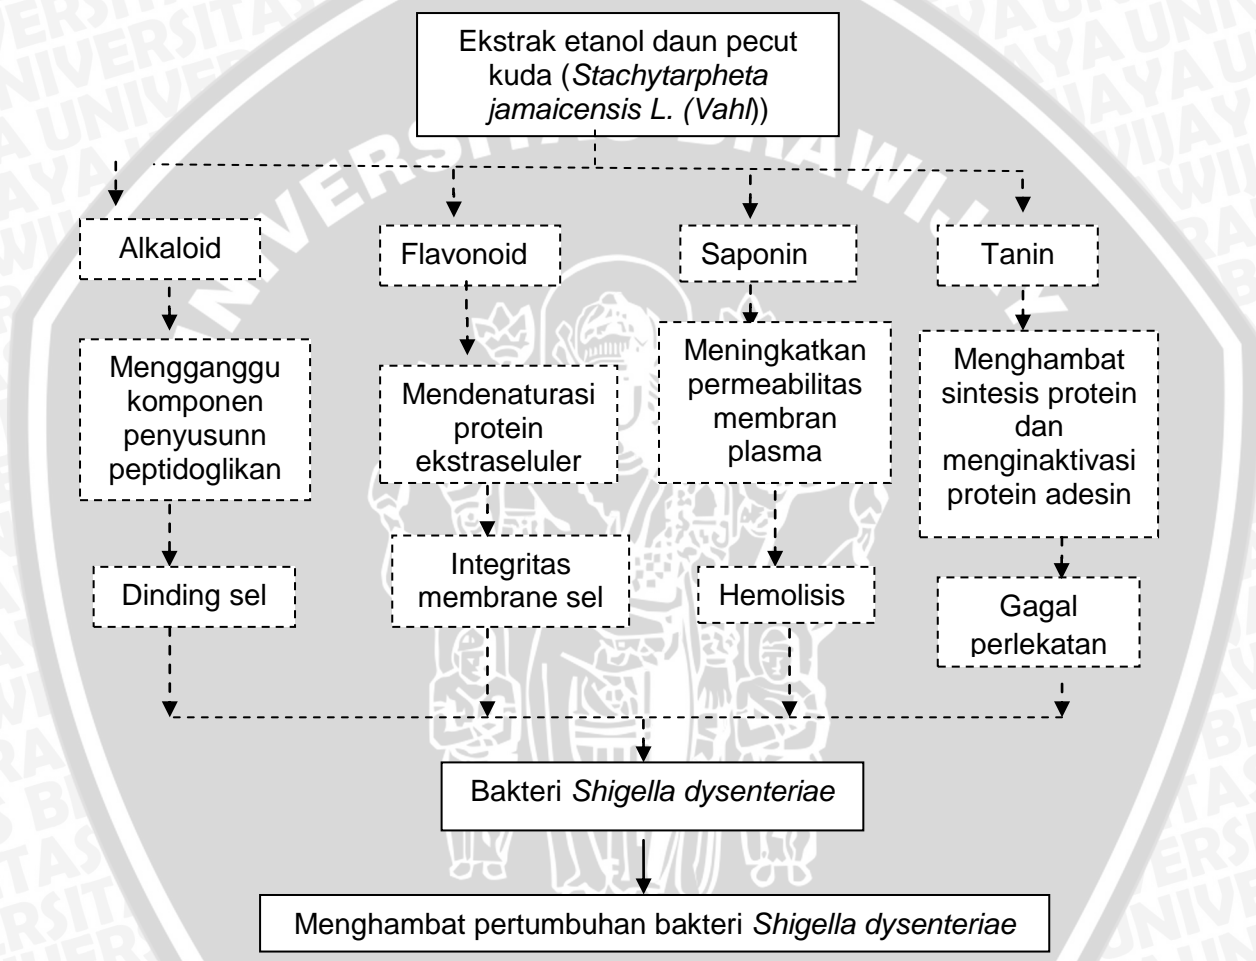 Ekstrak etanol daun pecut
kuda (Stachytarpheta
jamaicensis L. (Vahl))
Alkaloid
Flavonoid
Saponin
Tanin
Mengganggu
komponen
penyusunn
peptidoglikan
Mendenaturasi
protein
ekstraseluler
Meningkatkan
permeabilitas
membran
plasma
Menghambat
sintesis protein
dan
menginaktivasi
protein adesin
Dinding sel
Integritas
membrane sel
Hemolisis
Gagal
perlekatan
Bakteri Shigella dysenteriae
Menghambat pertumbuhan bakteri Shigella dysenteriae
UNIVERSITAS BRAWIJAYA